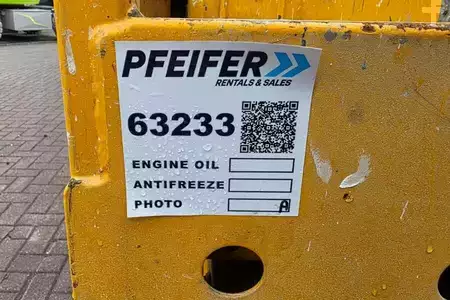 PFEIFER
RENTALS & SALES
63233
ENGINE OIL
ANTIFREEZE
PHOTO A